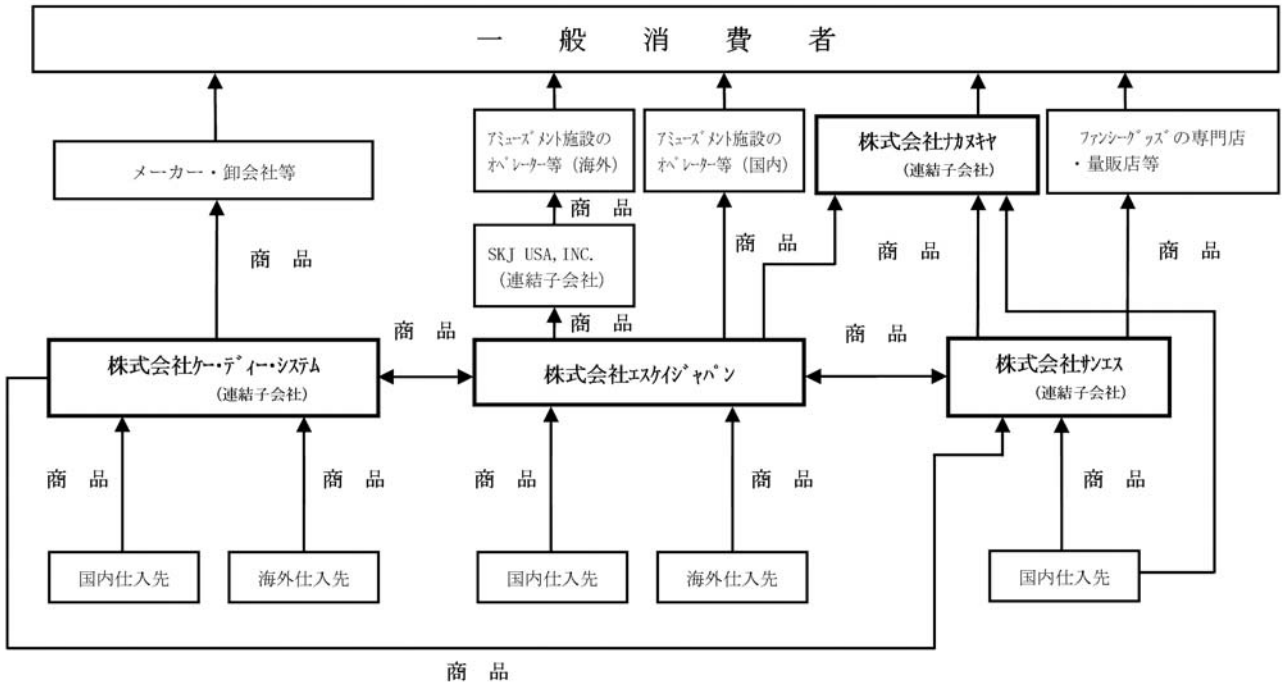 一般消費者
メーカー・卸会社等
ｱﾐｭｰｽﾞﾒﾝﾄ施設の
ｵﾍﾟﾚｰﾀｰ等（海外）
ｱﾐｭｰｽﾞﾒﾝﾄ施設の
ｵﾍﾟﾚｰﾀｰ等（国内）
株式会社ﾅｶﾇｷﾔ
（連結子会社）
ﾌｧﾝｼｰｸﾞｯｽﾞの専門店
・量販店等
商品
SKJ USA,INC.
（連結子会社）
商品
商品
商品
商品
商品
商品
商品
商品
株式会社ｹｰ･ﾃﾞｨｰ･ｼｽﾃﾑ
（連結子会社）
株式会社ｴｽｹｲｼﾞｬﾊﾟﾝ
株式会社ｻﾝｴｽ
（連結子会社）
商品
商品
商品
商品
商品
国内仕入先
海外仕入先
国内仕入先
海外仕入先
国内仕入先
商品